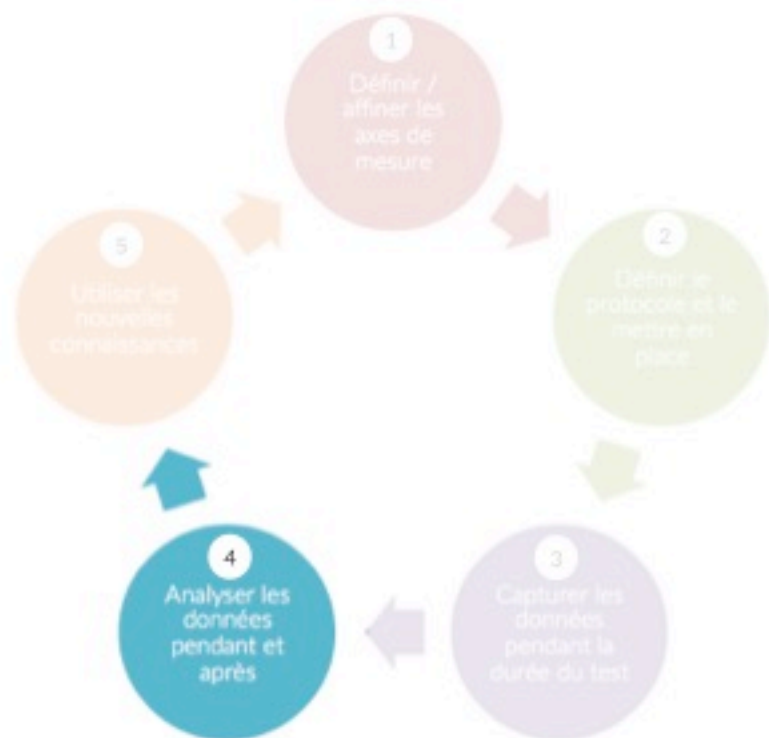 1
Définir /
affiner les
axes de
mesure
2
Définir le
protocole et le
mettre en
place
3
Capturer les
données
pendant la
durée du test
4
Analyser les
données
pendant et
après
5
Utiliser les
nouvelles
connaissances